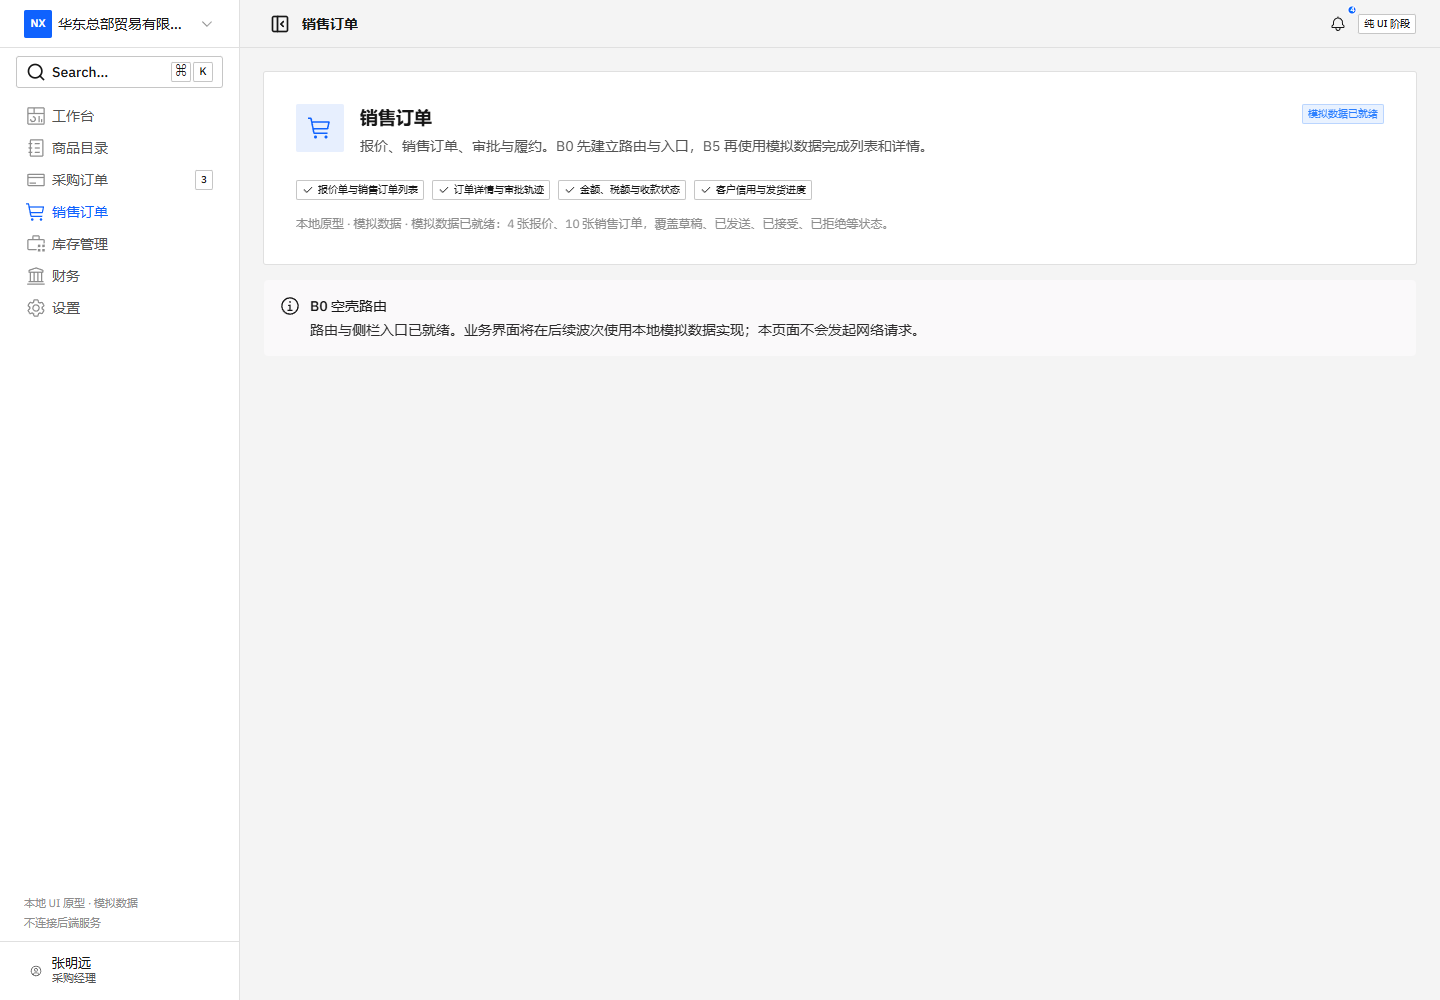 NX 华东总部贸易有限...
Search... ⌘ K
工作台
商品目录
采购订单 3
销售订单
库存管理
财务
设置
本地 UI 原型 · 模拟数据
不连接后端服务
张明远
采购经理
销售订单
纯 UI 阶段
销售订单
模拟数据已就绪
报价、销售订单、审批与履约。B0 先建立路由与入口，B5 再使用模拟数据完成列表和详情。
报价单与销售订单列表 订单详情与审批轨迹 金额、税额与收款状态 客户信用与发货进度
本地原型 · 模拟数据 · 模拟数据已就绪：4 张报价、10 张销售订单，覆盖草稿、已发送、已接受、已拒绝等状态。
B0 空壳路由
路由与侧栏入口已就绪。业务界面将在后续波次使用本地模拟数据实现；本页面不会发起网络请求。